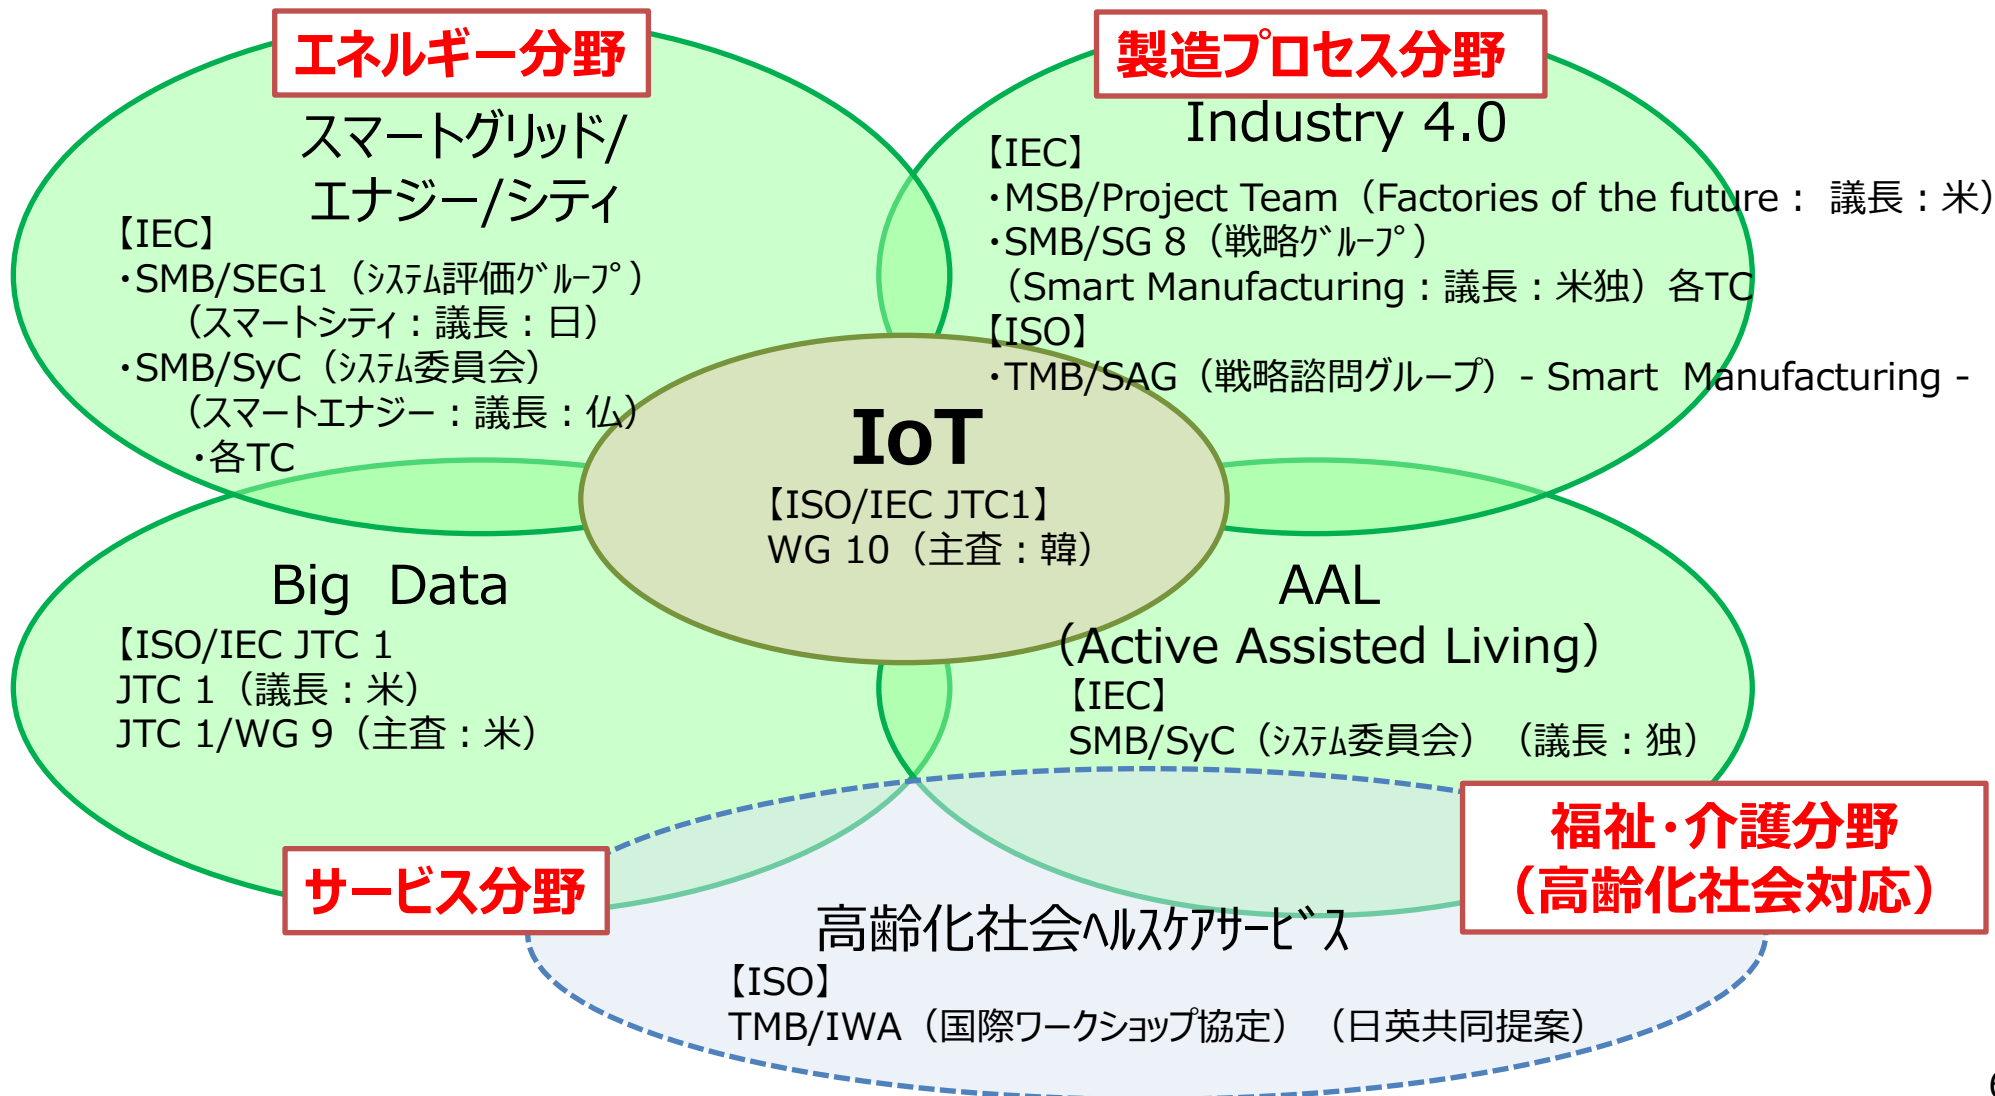 エネルギー分野
スマートグリッド/
エナジー/シティ
【IEC】
・SMB/SEG1（ｼｽﾃﾑ評価ｸﾞﾙｰﾌﾟ）
（スマートシティ：議長：日）
・SMB/SyC（ｼｽﾃﾑ委員会）
（スマートエナジー：議長：仏）
・各TC
製造プロセス分野
Industry 4.0
【IEC】
・MSB/Project Team（Factories of the future： 議長：米）
・SMB/SG 8（戦略ｸﾞﾙｰﾌﾟ）
（Smart Manufacturing：議長：米独）各TC
【ISO】
・TMB/SAG（戦略諮問グループ）- Smart Manufacturing -
IoT
【ISO/IEC JTC1】
WG 10（主査：韓）
Big Data
【ISO/IEC JTC 1
JTC 1（議長：米）
JTC 1/WG 9（主査：米）
サービス分野
AAL
（Active Assisted Living）
【IEC】
SMB/SyC（ｼｽﾃﾑ委員会）（議長：独）
福祉・介護分野
（高齢化社会対応）
高齢化社会ﾍﾙｽｹｱｻｰﾋﾞｽ
【ISO】
TMB/IWA（国際ワークショップ協定）（日英共同提案）